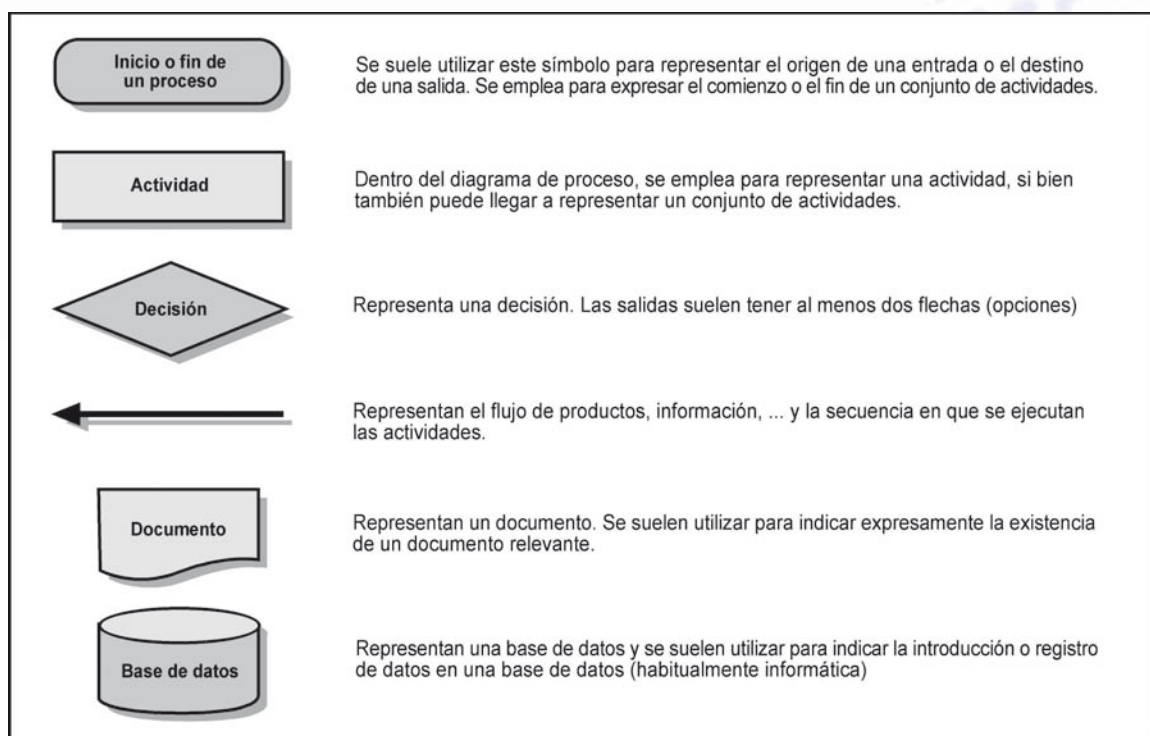 Inicio o fin de
un proceso
Se suele utilizar este símbolo para representar el origen de una entrada o el destino
de una salida. Se emplea para expresar el comienzo o el fin de un conjunto de actividades.
Actividad
Dentro del diagrama de proceso, se emplea para representar una actividad, si bien
también puede llegar a representar un conjunto de actividades.
Decisión
Representa una decisión. Las salidas suelen tener al menos dos flechas (opciones)
Representan el flujo de productos, información, ... y la secuencia en que se ejecutan
las actividades.
Documento
Representan un documento. Se suelen utilizar para indicar expresamente la existencia
de un documento relevante.
Base de datos
Representan una base de datos y se suelen utilizar para indicar la introducción o registro
de datos en una base de datos (habitualmente informática)